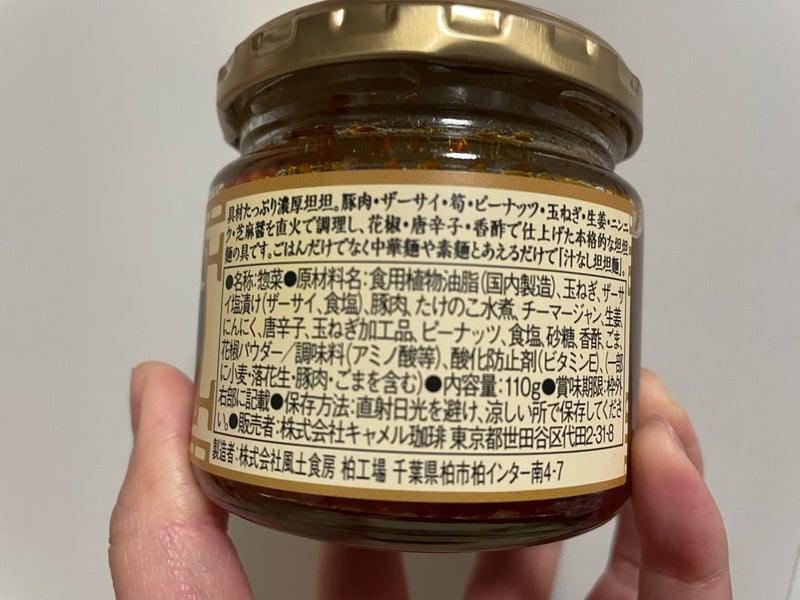 具材たっぷり濃厚坦坦。豚肉・ザーサイ・筍・ピーナッツ・玉ねぎ・生姜・ニンニ
ク・芝麻醤を直火で調理し、花椒・唐辛子・香酢で仕上げた本格的な坦坦
麺の具です。ごはんだけでなく中華麺や素麺とあえるだけで「汁なし坦坦麺」。
●名称:惣菜●原材料名:食用植物油脂(国内製造)、玉ねぎ、ザーサ
イ塩漬け(ザーサイ、食塩)、豚肉、たけのこ水煮、チーマージャン、生姜、
にんにく、唐辛子、玉ねぎ加工品、ピーナッツ、食塩、砂糖、香酢、ごま、
花椒パウダー/調味料(アミノ酸等)、酸化防止剤(ビタミンE)、(一部
に小麦・落花生・豚肉・ごまを含む)●内容量:110g●賞味期限:枠外
右部に記載●保存方法:直射日光を避け、涼しい所で保存してくださ
い。●販売者:株式会社キャメル珈琲 東京都世田谷区代田2-31-8
製造者:株式会社風土食房 柏工場 千葉県柏市柏インター南4-7